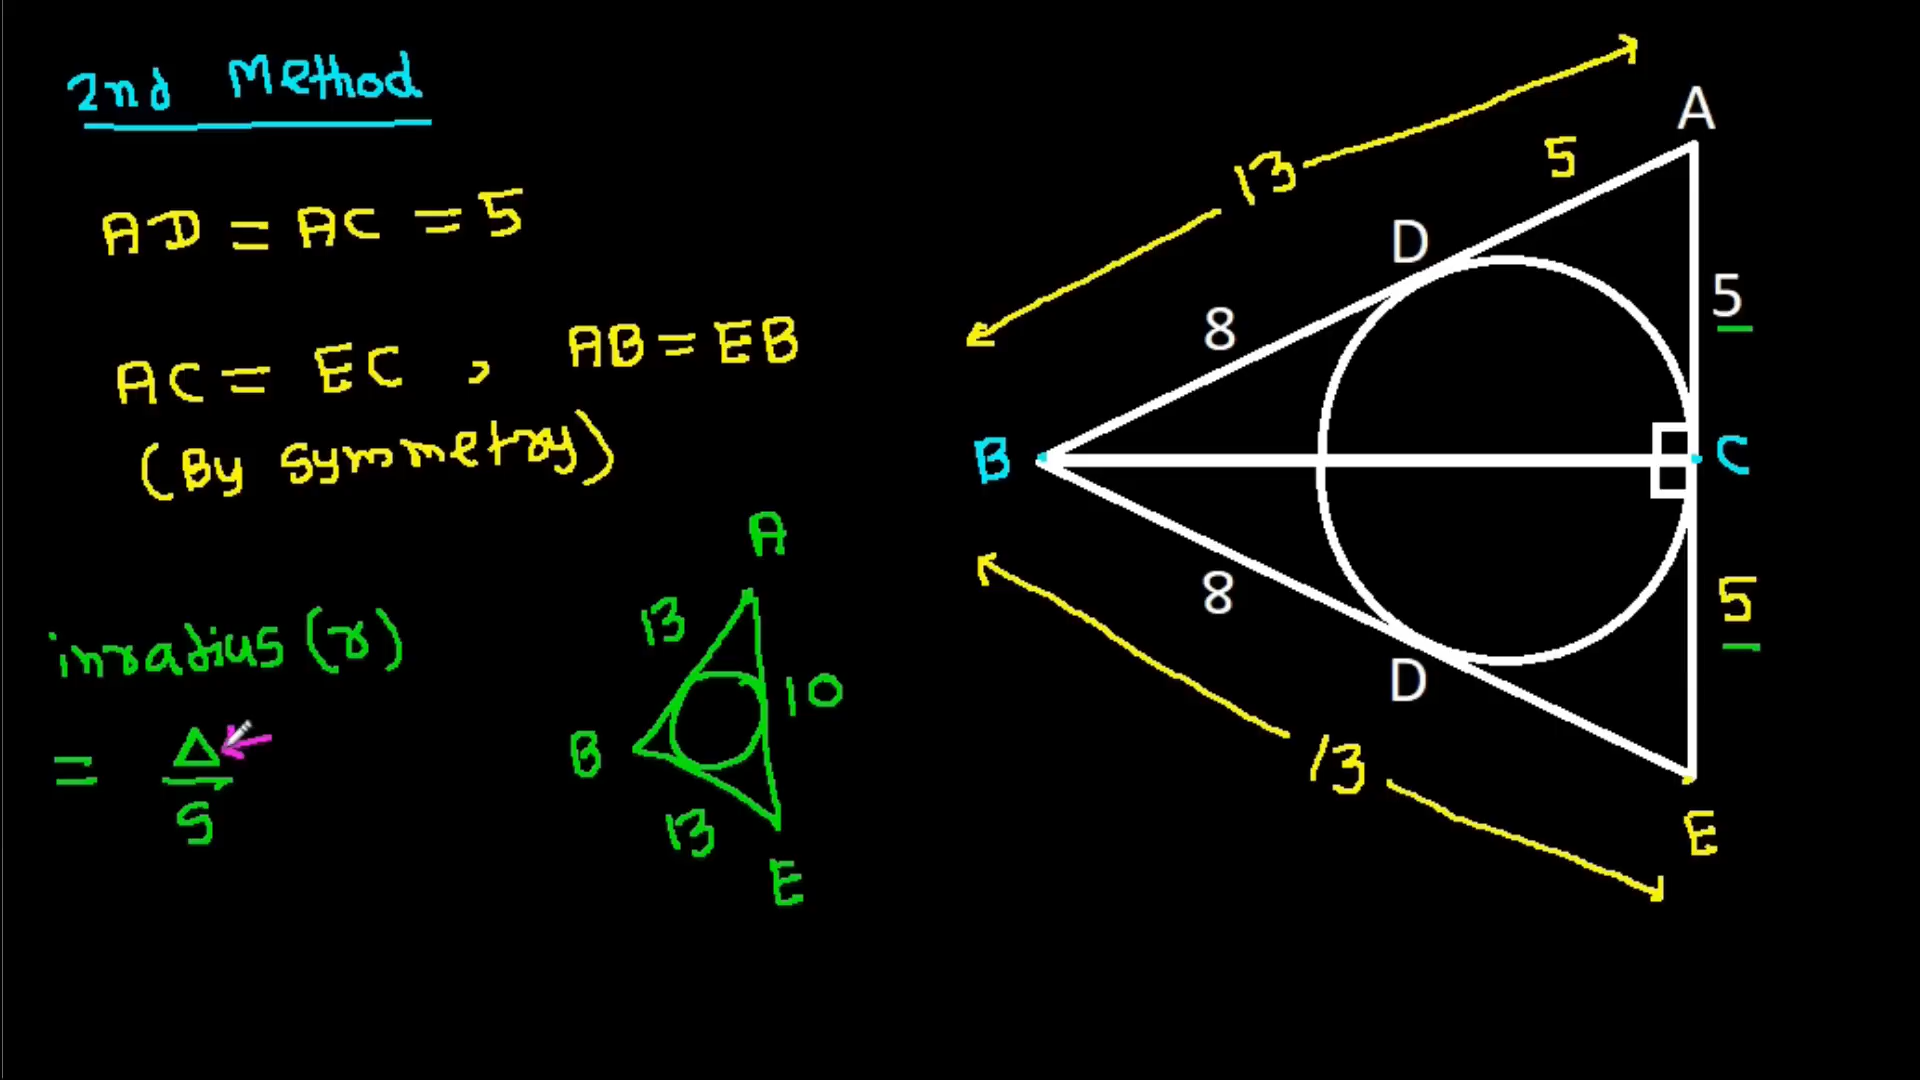 2nd Method
AD = AC = 5
AC = EC , AB = EB
(By symmetry)
inradius (r)
= Δ
S
A
13
10
B
13
E
13
A
5
D
5
8
B
C
8
5
D
13
E